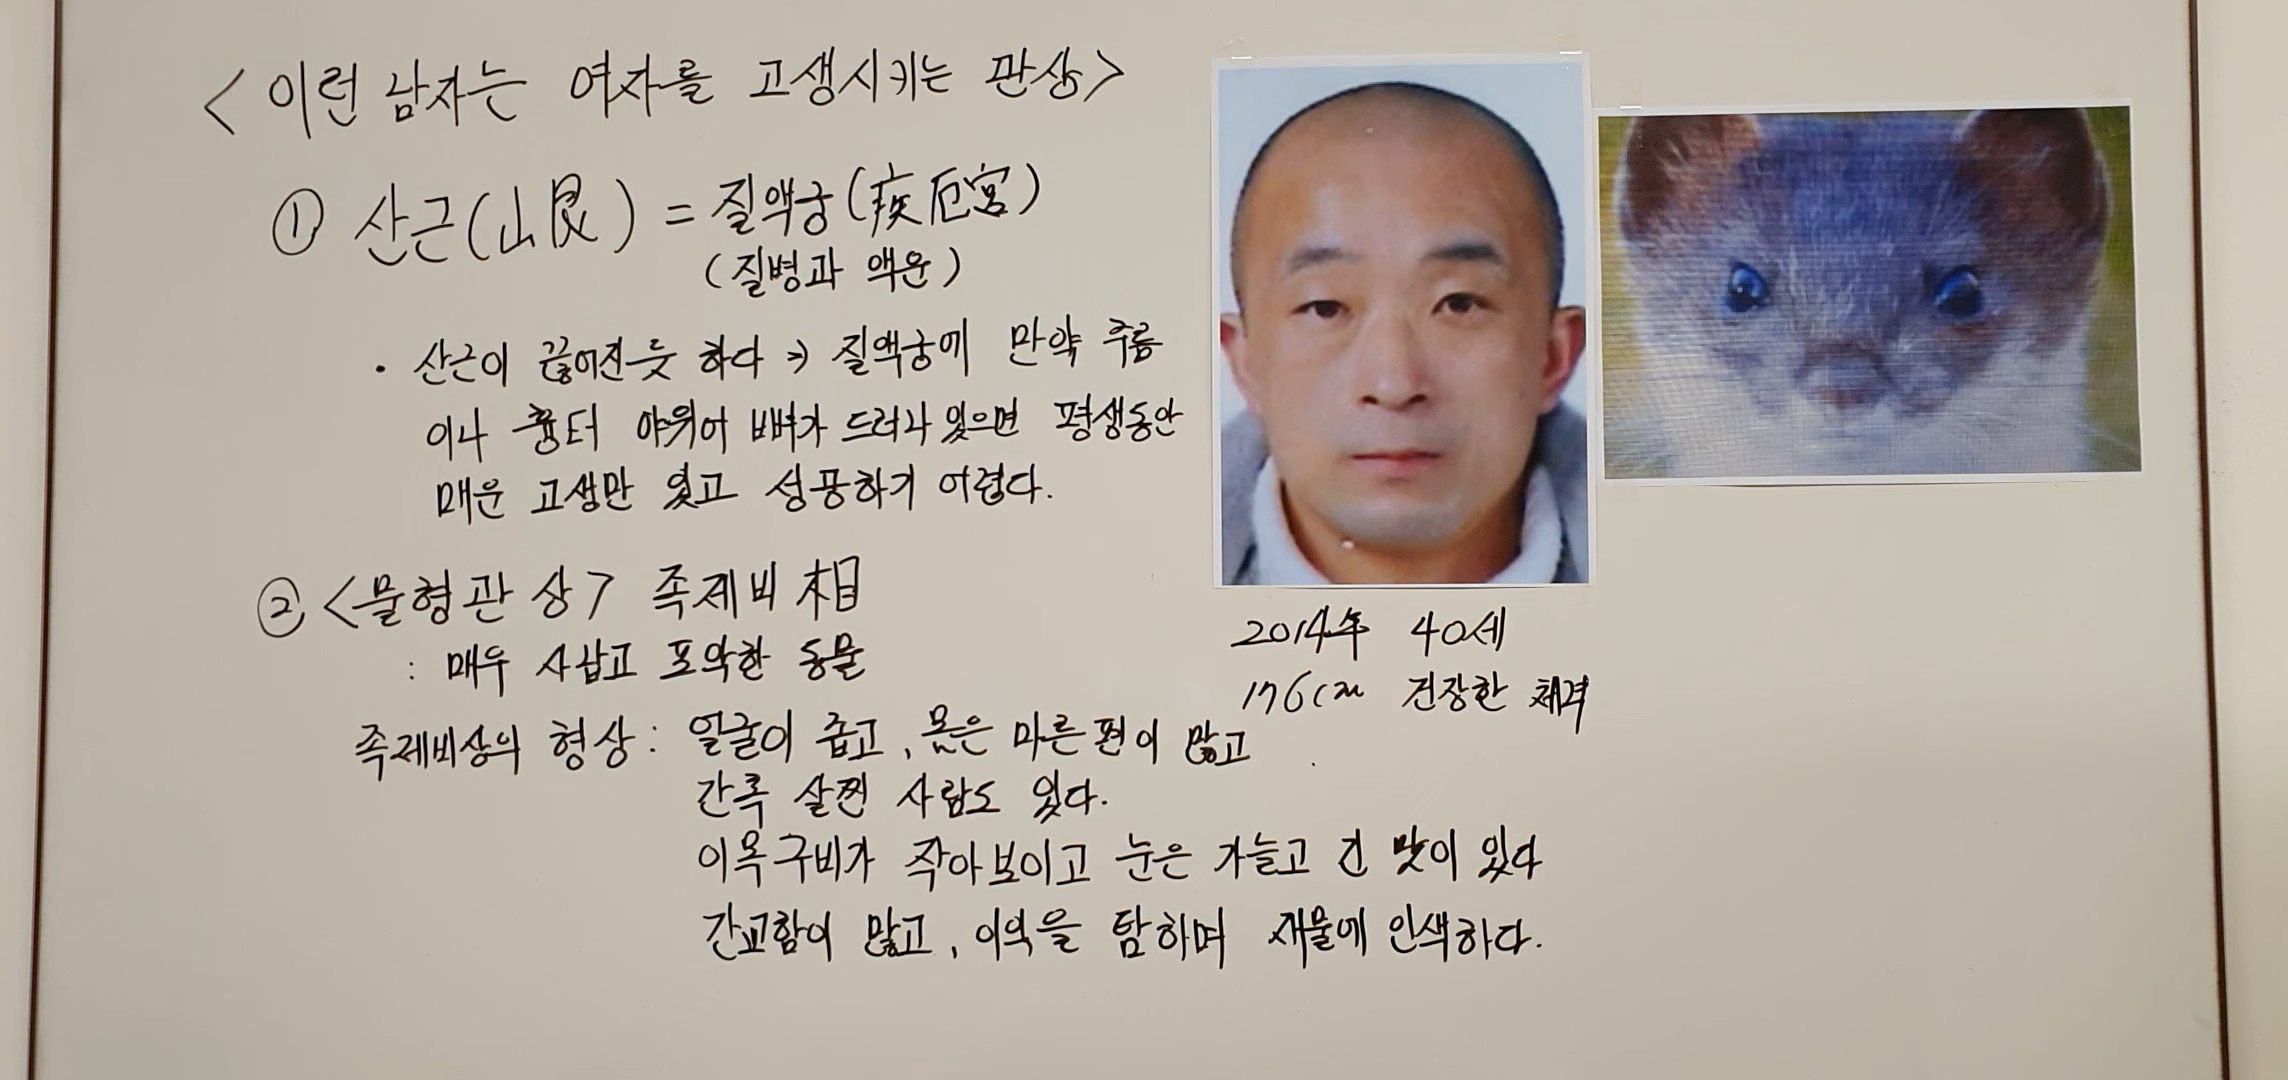 <이런 남자는 여자를 고생시키는 관상>
① 산근(山艮) = 질액궁(疾厄宮)
(질병과 액운)
· 산근이 끊어진듯 하다 → 질액궁에 만약 주름
이나 흉터 야위어 뼈가 드러나 있으면 평생동안
매운 고생만 있고 성공하기 어렵다.
② <물형관상> 족제비 相
: 매우 사납고 포악한 동물
족제비상의 형상 : 얼굴이 좁고, 몸은 마른편이 많고
간혹 살찐 사람도 있다.
이목구비가 작아보이고 눈은 가늘고 긴 맛이 있다
간교함이 많고, 이익을 탐하며 재물에 인색하다.
2014年 40세
176cm 건장한 체격